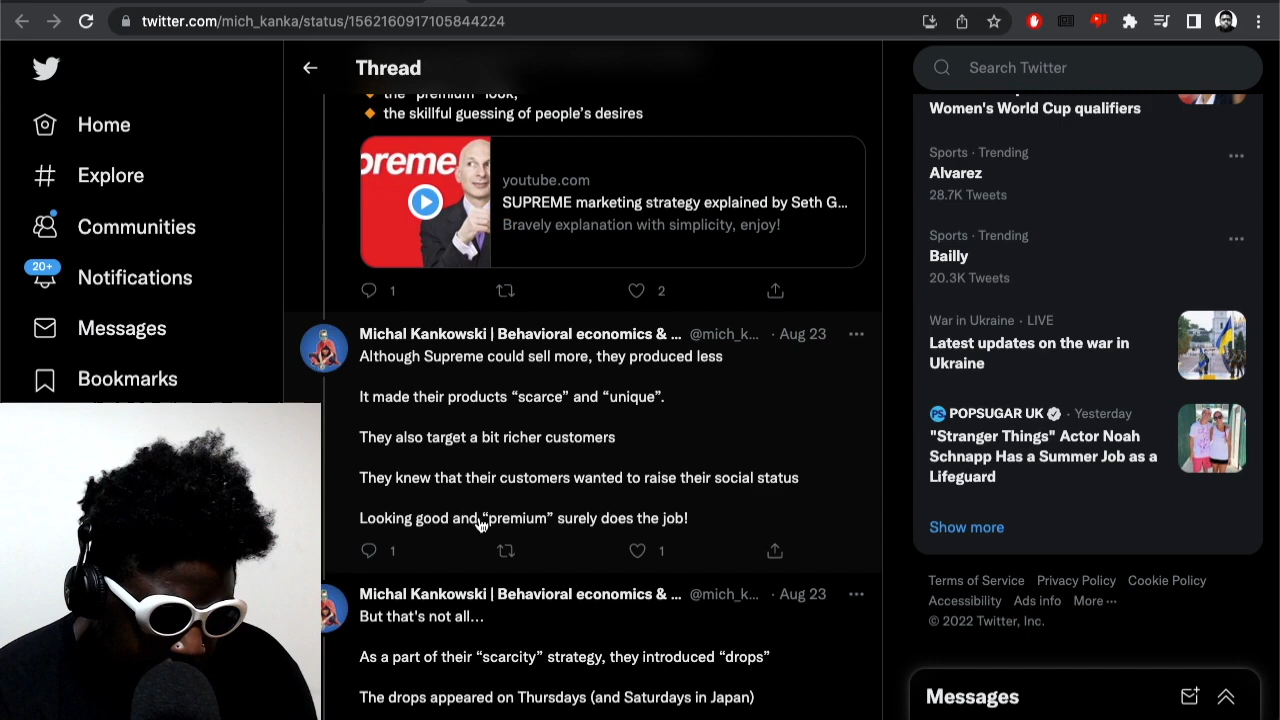 twitter.com/mich_kanka/status/1562160917105844224
Home
Explore
Communities
20+
Notifications
Messages
Bookmarks
Thread
the “premium” look,
the skillful guessing of people’s desires
preme
youtube.com
SUPREME marketing strategy explained by Seth G...
Bravely explanation with simplicity, enjoy!
1
2
Michal Kankowski | Behavioral economics & ... @mich_k... · Aug 23
Although Supreme could sell more, they produced less
It made their products “scarce” and “unique”.
They also target a bit richer customers
They knew that their customers wanted to raise their social status
Looking good and “premium” surely does the job!
1
1
Michal Kankowski | Behavioral economics & ... @mich_k... · Aug 23
But that's not all...
As a part of their “scarcity” strategy, they introduced “drops”
The drops appeared on Thursdays (and Saturdays in Japan)
Search Twitter
Women's World Cup qualifiers
Sports · Trending
Alvarez
28.7K Tweets
Sports · Trending
Bailly
20.3K Tweets
War in Ukraine · LIVE
Latest updates on the war in
Ukraine
PS POPSUGAR UK · Yesterday
"Stranger Things" Actor Noah
Schnapp Has a Summer Job as a
Lifeguard
Show more
Terms of Service Privacy Policy Cookie Policy
Accessibility Ads info More ···
© 2022 Twitter, Inc.
Messages